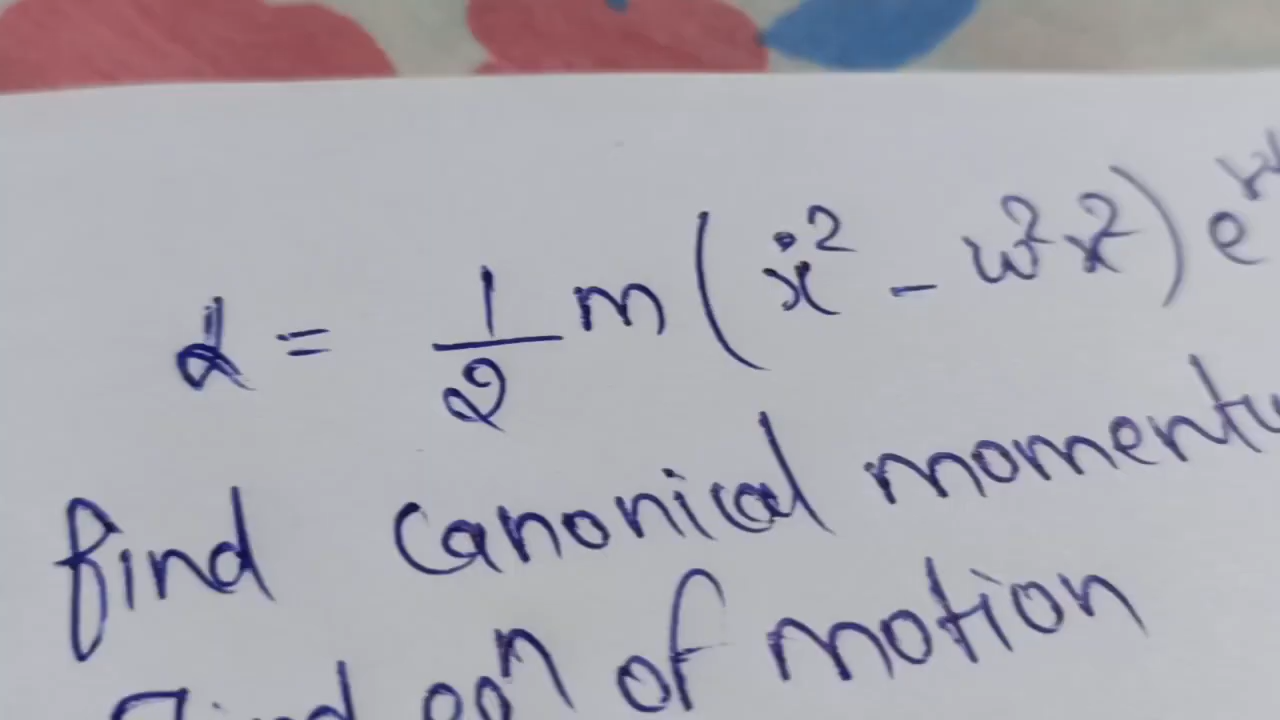 L = 1/2 m(ẋ² - ω²x²) e
find canonical
of motion